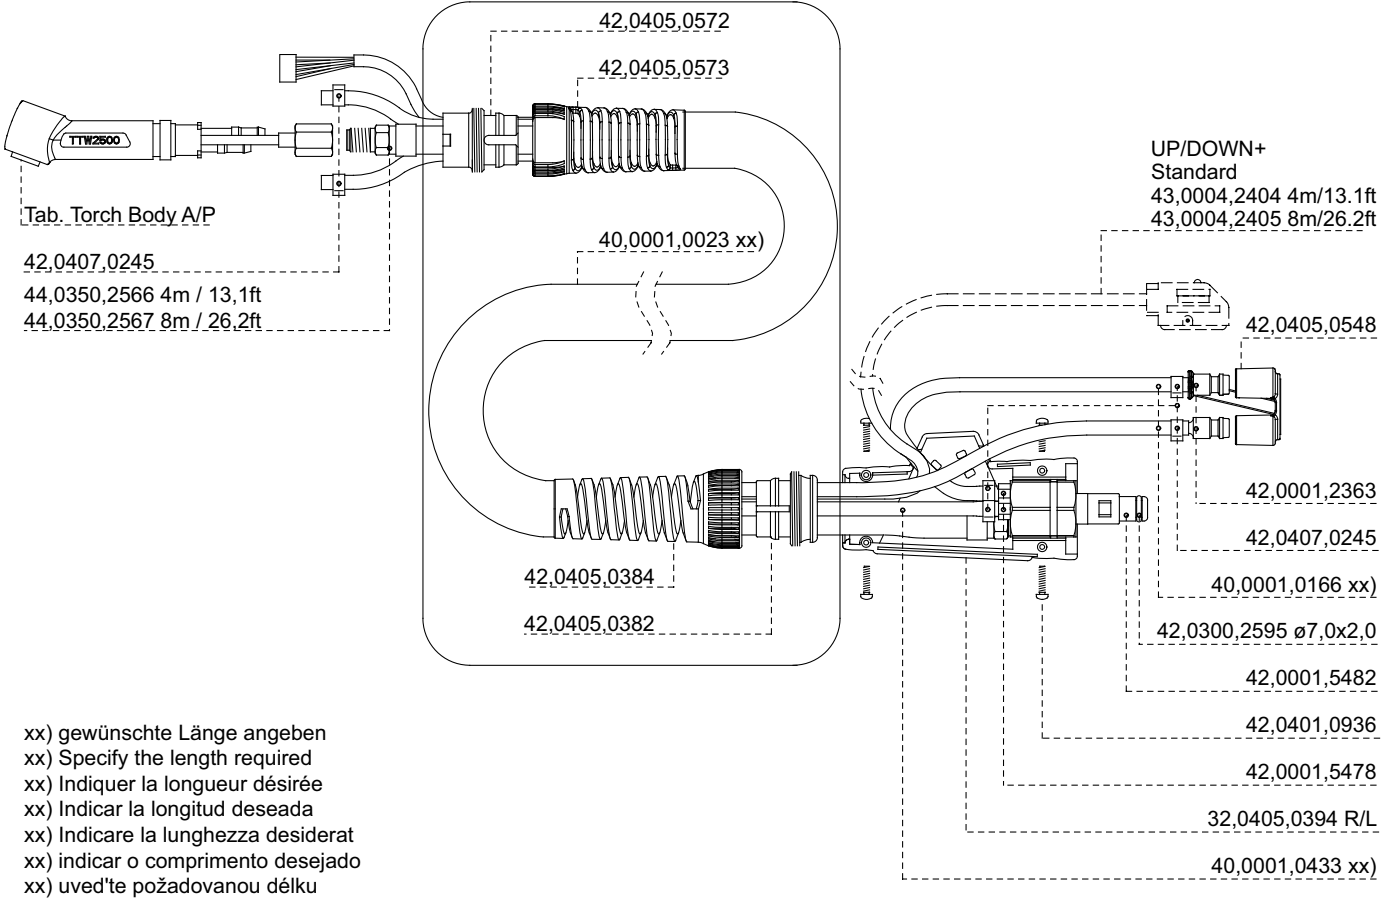 42,0405,0572
42,0405,0573
TTW2500
Tab. Torch Body A/P
42,0407,0245
44,0350,2566 4m / 13,1ft
44,0350,2567 8m / 26,2ft
40,0001,0023 xx)
UP/DOWN+
Standard
43,0004,2404 4m/13.1ft
43,0004,2405 8m/26.2ft
42,0405,0548
42,0001,2363
42,0407,0245
40,0001,0166 xx)
42,0300,2595 ø7,0x2,0
42,0001,5482
42,0401,0936
42,0001,5478
32,0405,0394 R/L
40,0001,0433 xx)
42,0405,0384
42,0405,0382
xx) gewünschte Länge angeben
xx) Specify the length required
xx) Indiquer la longueur désirée
xx) Indicar la longitud deseada
xx) Indicare la lunghezza desiderat
xx) indicar o comprimento desejado
xx) uved'te požadovanou délku